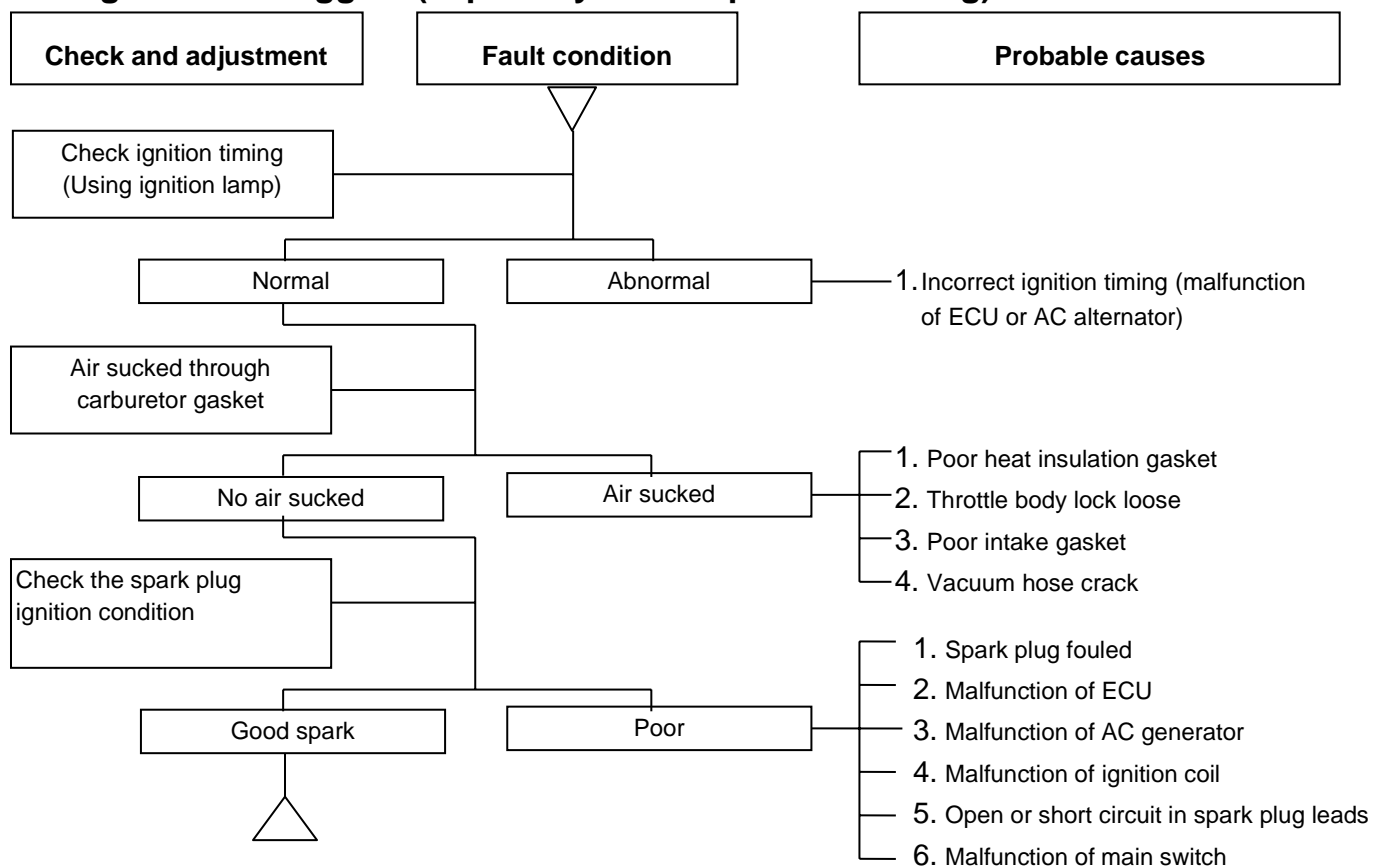 Check and adjustment
Fault condition
Probable causes
Check ignition timing
(Using ignition lamp)
Normal
Abnormal
1. Incorrect ignition timing (malfunction
of ECU or AC alternator)
Air sucked through
carburetor gasket
No air sucked
Air sucked
1. Poor heat insulation gasket
2. Throttle body lock loose
3. Poor intake gasket
4. Vacuum hose crack
Check the spark plug
ignition condition
Good spark
Poor
1. Spark plug fouled
2. Malfunction of ECU
3. Malfunction of AC generator
4. Malfunction of ignition coil
5. Open or short circuit in spark plug leads
6. Malfunction of main switch